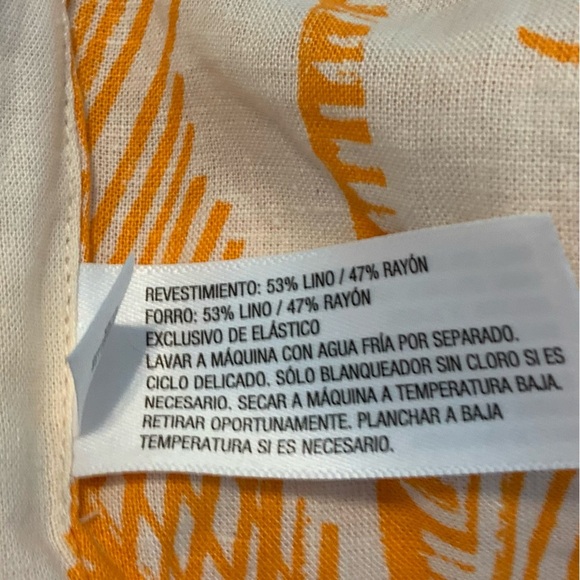 REVESTIMIENTO: 53% LINO / 47% RAYÓN
FORRO: 53% LINO / 47% RAYÓN
EXCLUSIVO DE ELÁSTICO
LAVAR A MÁQUINA CON AGUA FRÍA POR SEPARADO.
CICLO DELICADO. SÓLO BLANQUEADOR SIN CLORO SI ES
NECESARIO. SECAR A MÁQUINA A TEMPERATURA BAJA.
RETIRAR OPORTUNAMENTE. PLANCHAR A BAJA
TEMPERATURA SI ES NECESARIO.